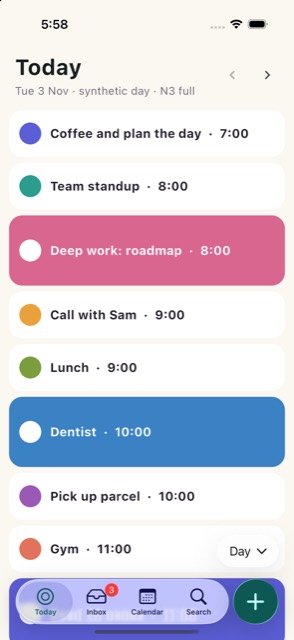 5:58
Today
Tue 3 Nov · synthetic day · N3 full
Coffee and plan the day · 7:00
Team standup · 8:00
Deep work: roadmap · 8:00
Call with Sam · 9:00
Lunch · 9:00
Dentist · 10:00
Pick up parcel · 10:00
Gym · 11:00
Day
3
Today
Inbox
Calendar
Search